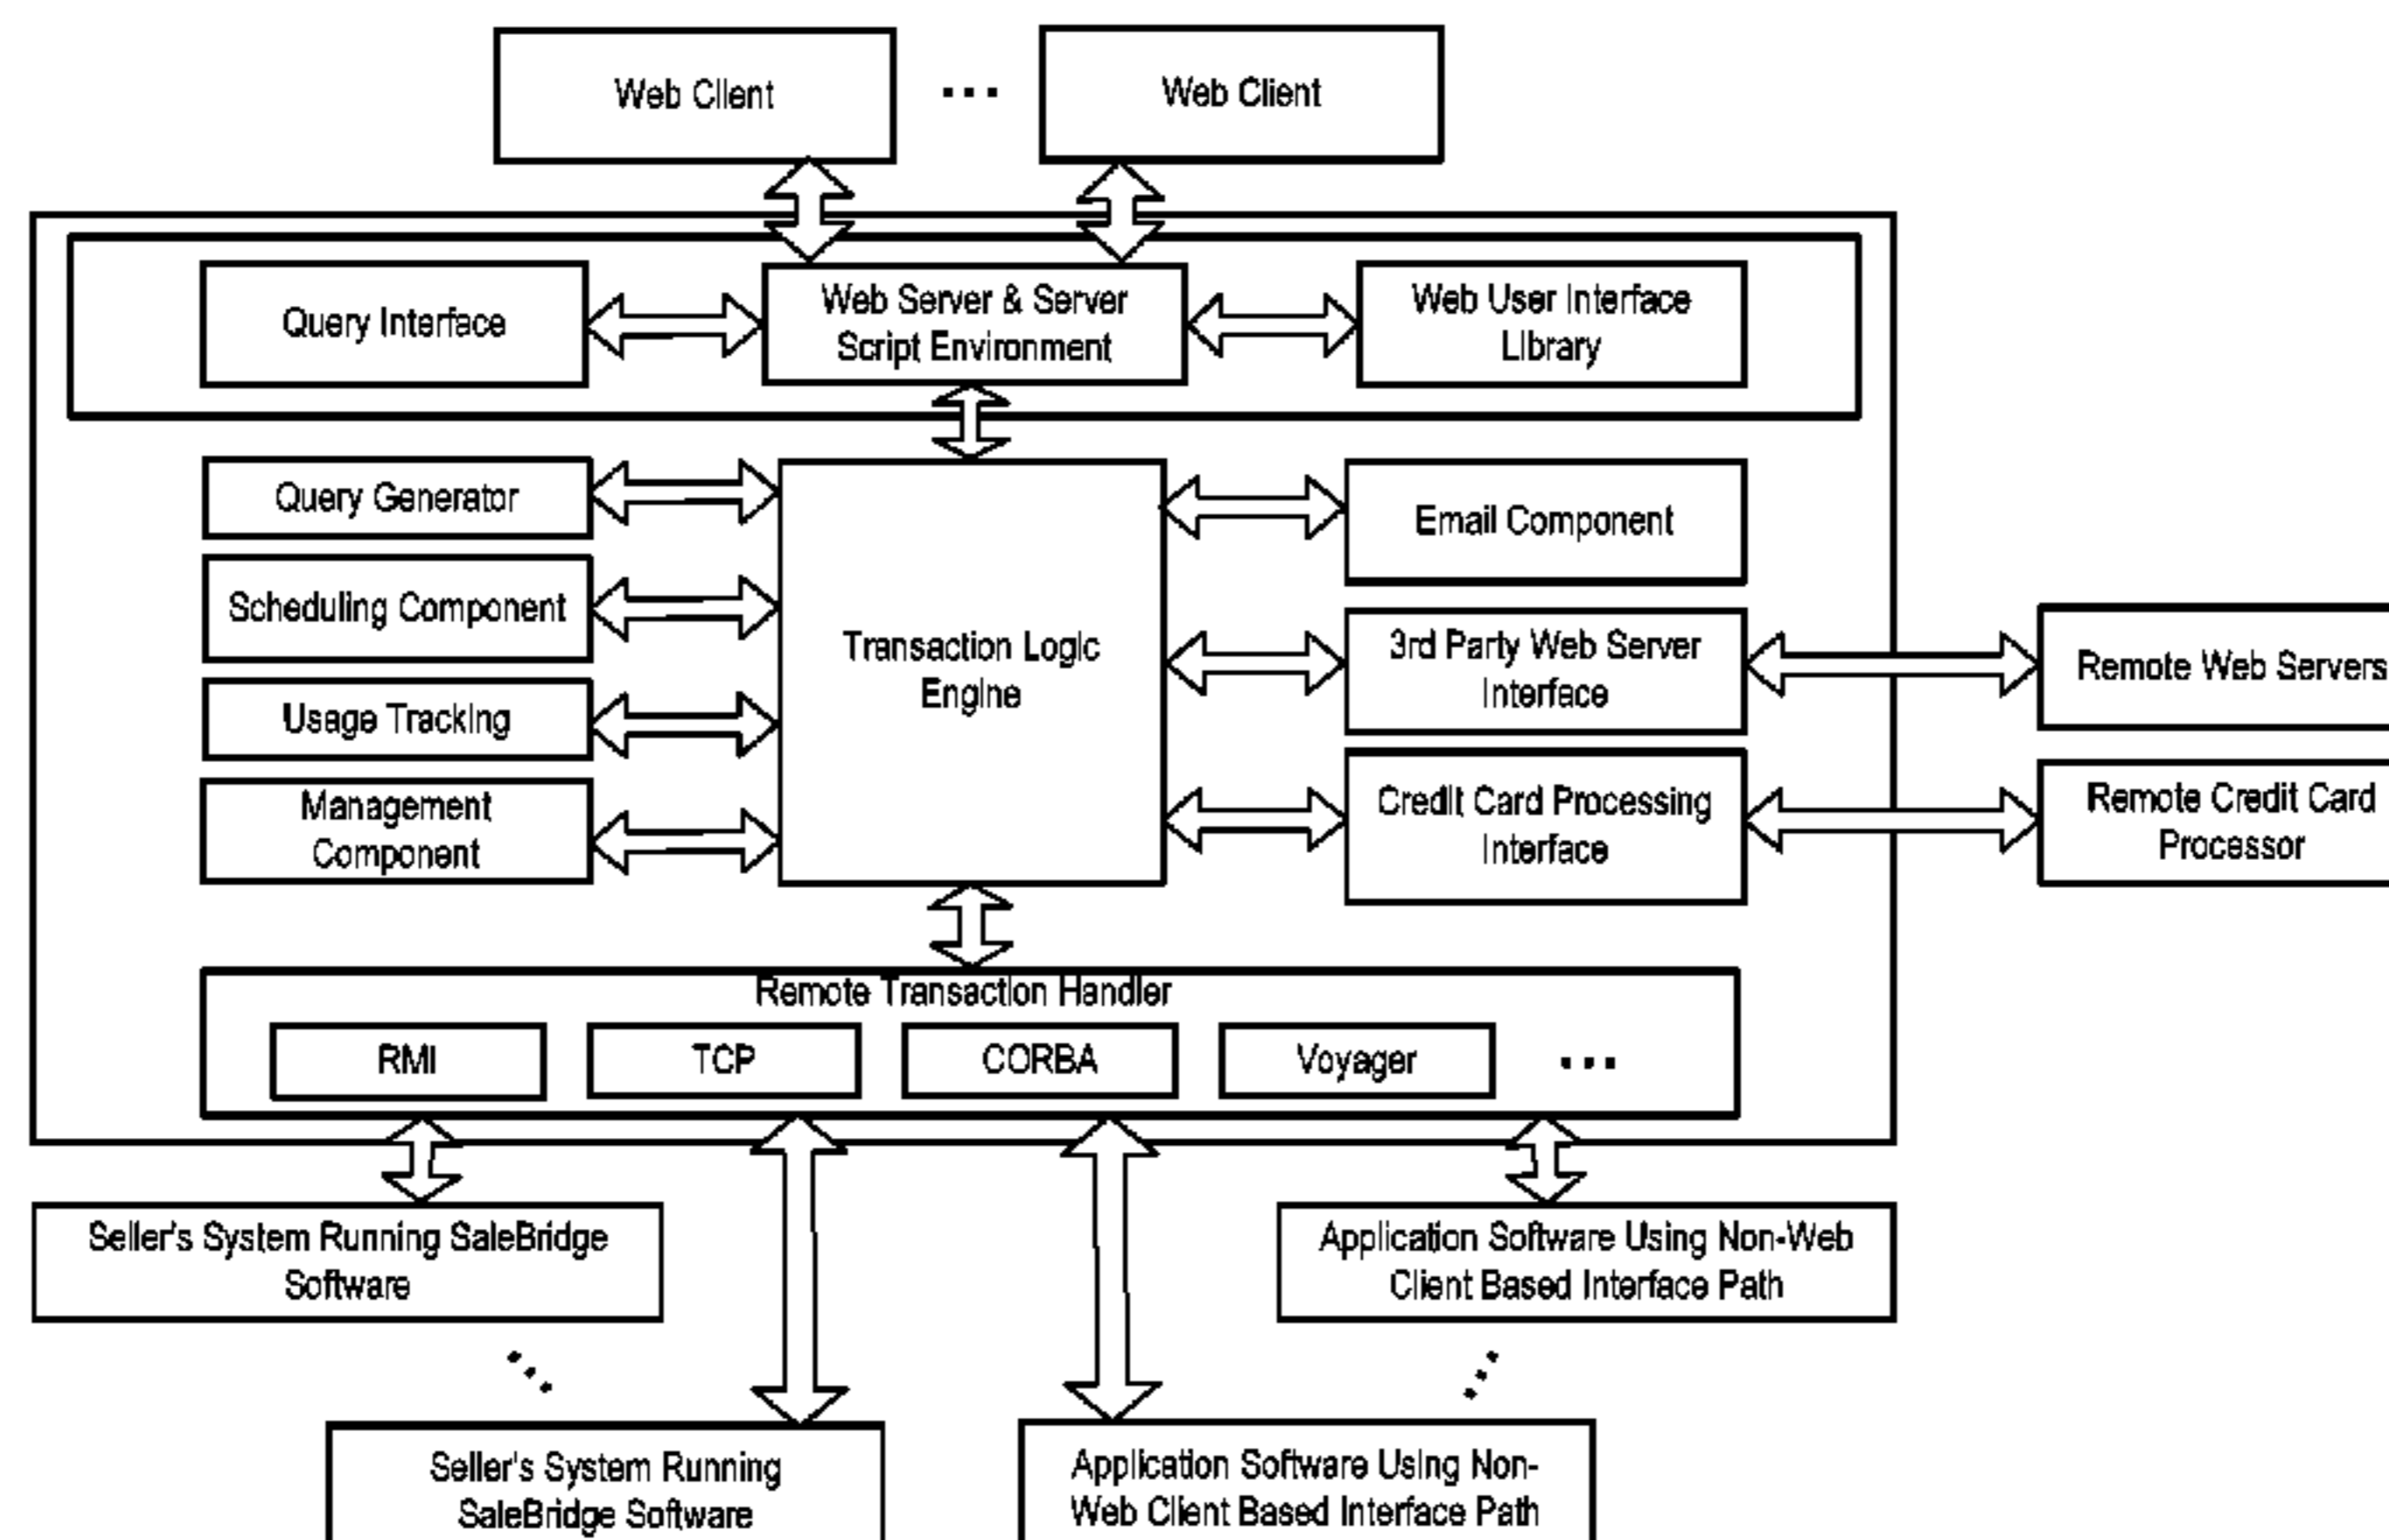 Web Client
...
Web Client
Query Interface
Web Server & Server
Script Environment
Web User Interface
Library
Query Generator
Scheduling Component
Usage Tracking
Management
Component
Transaction Logic
Engine
Email Component
3rd Party Web Server
Interface
Credit Card Processing
Interface
Remote Web Servers
Remote Credit Card
Processor
Remote Transaction Handler
RMI
TCP
CORBA
Voyager
...
Seller's System Running SaleBridge
Software
Application Software Using Non-Web
Client Based Interface Path
...
...
Seller's System Running
SaleBridge Software
Application Software Using Non-
Web Client Based Interface Path